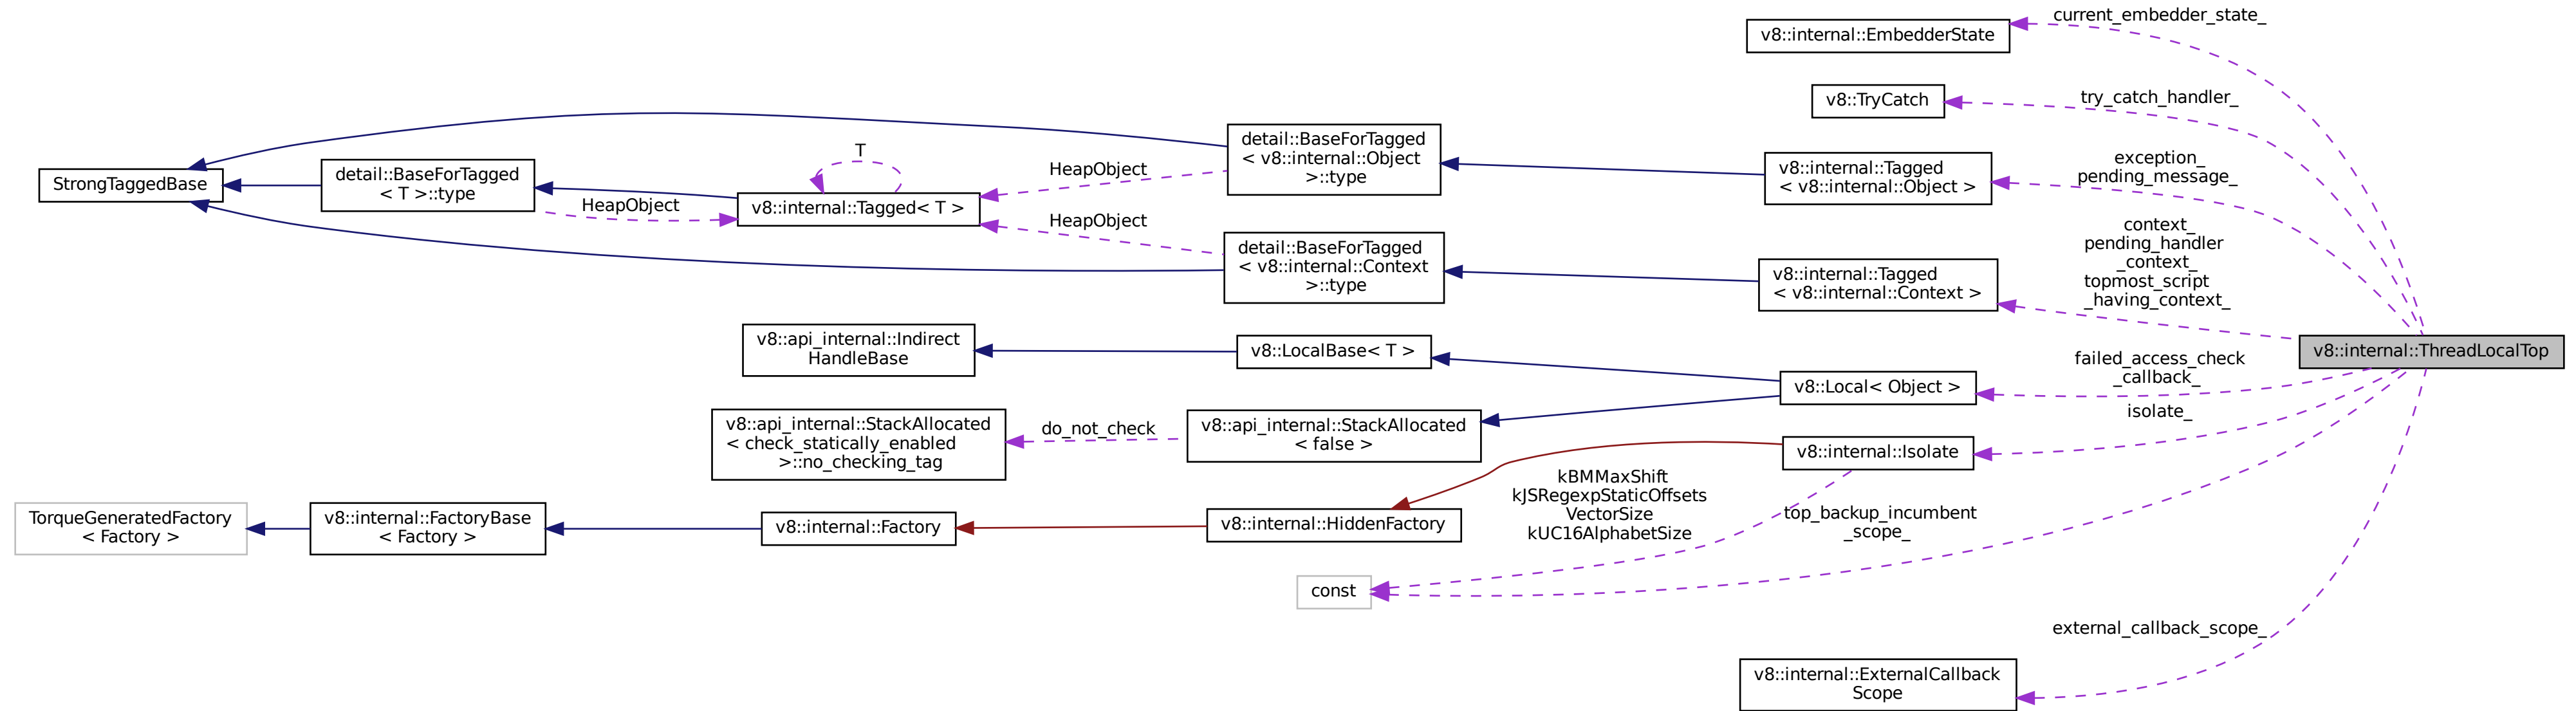 current_embedder_state_
v8::internal::EmbedderState
v8::TryCatch
try_catch_handler_
detail::BaseForTagged
< v8::internal::Object
>::type
T
HeapObject
exception_
pending_message_
v8::internal::Tagged
< v8::internal::Object >
StrongTaggedBase
detail::BaseForTagged
< T >::type
HeapObject
v8::internal::Tagged< T >
HeapObject
detail::BaseForTagged
< v8::internal::Context
>::type
context_
pending_handler
_context_
topmost_script
_having_context_
v8::internal::Tagged
< v8::internal::Context >
v8::api_internal::Indirect
HandleBase
v8::LocalBase< T >
v8::internal::ThreadLocalTop
failed_access_check
_callback_
v8::Local< Object >
isolate_
v8::api_internal::StackAllocated
< check_statically_enabled
>::no_checking_tag
do_not_check
v8::api_internal::StackAllocated
< false >
v8::internal::Isolate
kBMMaxShift
kJSRegexpStaticOffsets
VectorSize
kUC16AlphabetSize
TorqueGeneratedFactory
< Factory >
v8::internal::FactoryBase
< Factory >
v8::internal::Factory
v8::internal::HiddenFactory
top_backup_incumbent
_scope_
const
external_callback_scope_
v8::internal::ExternalCallback
Scope